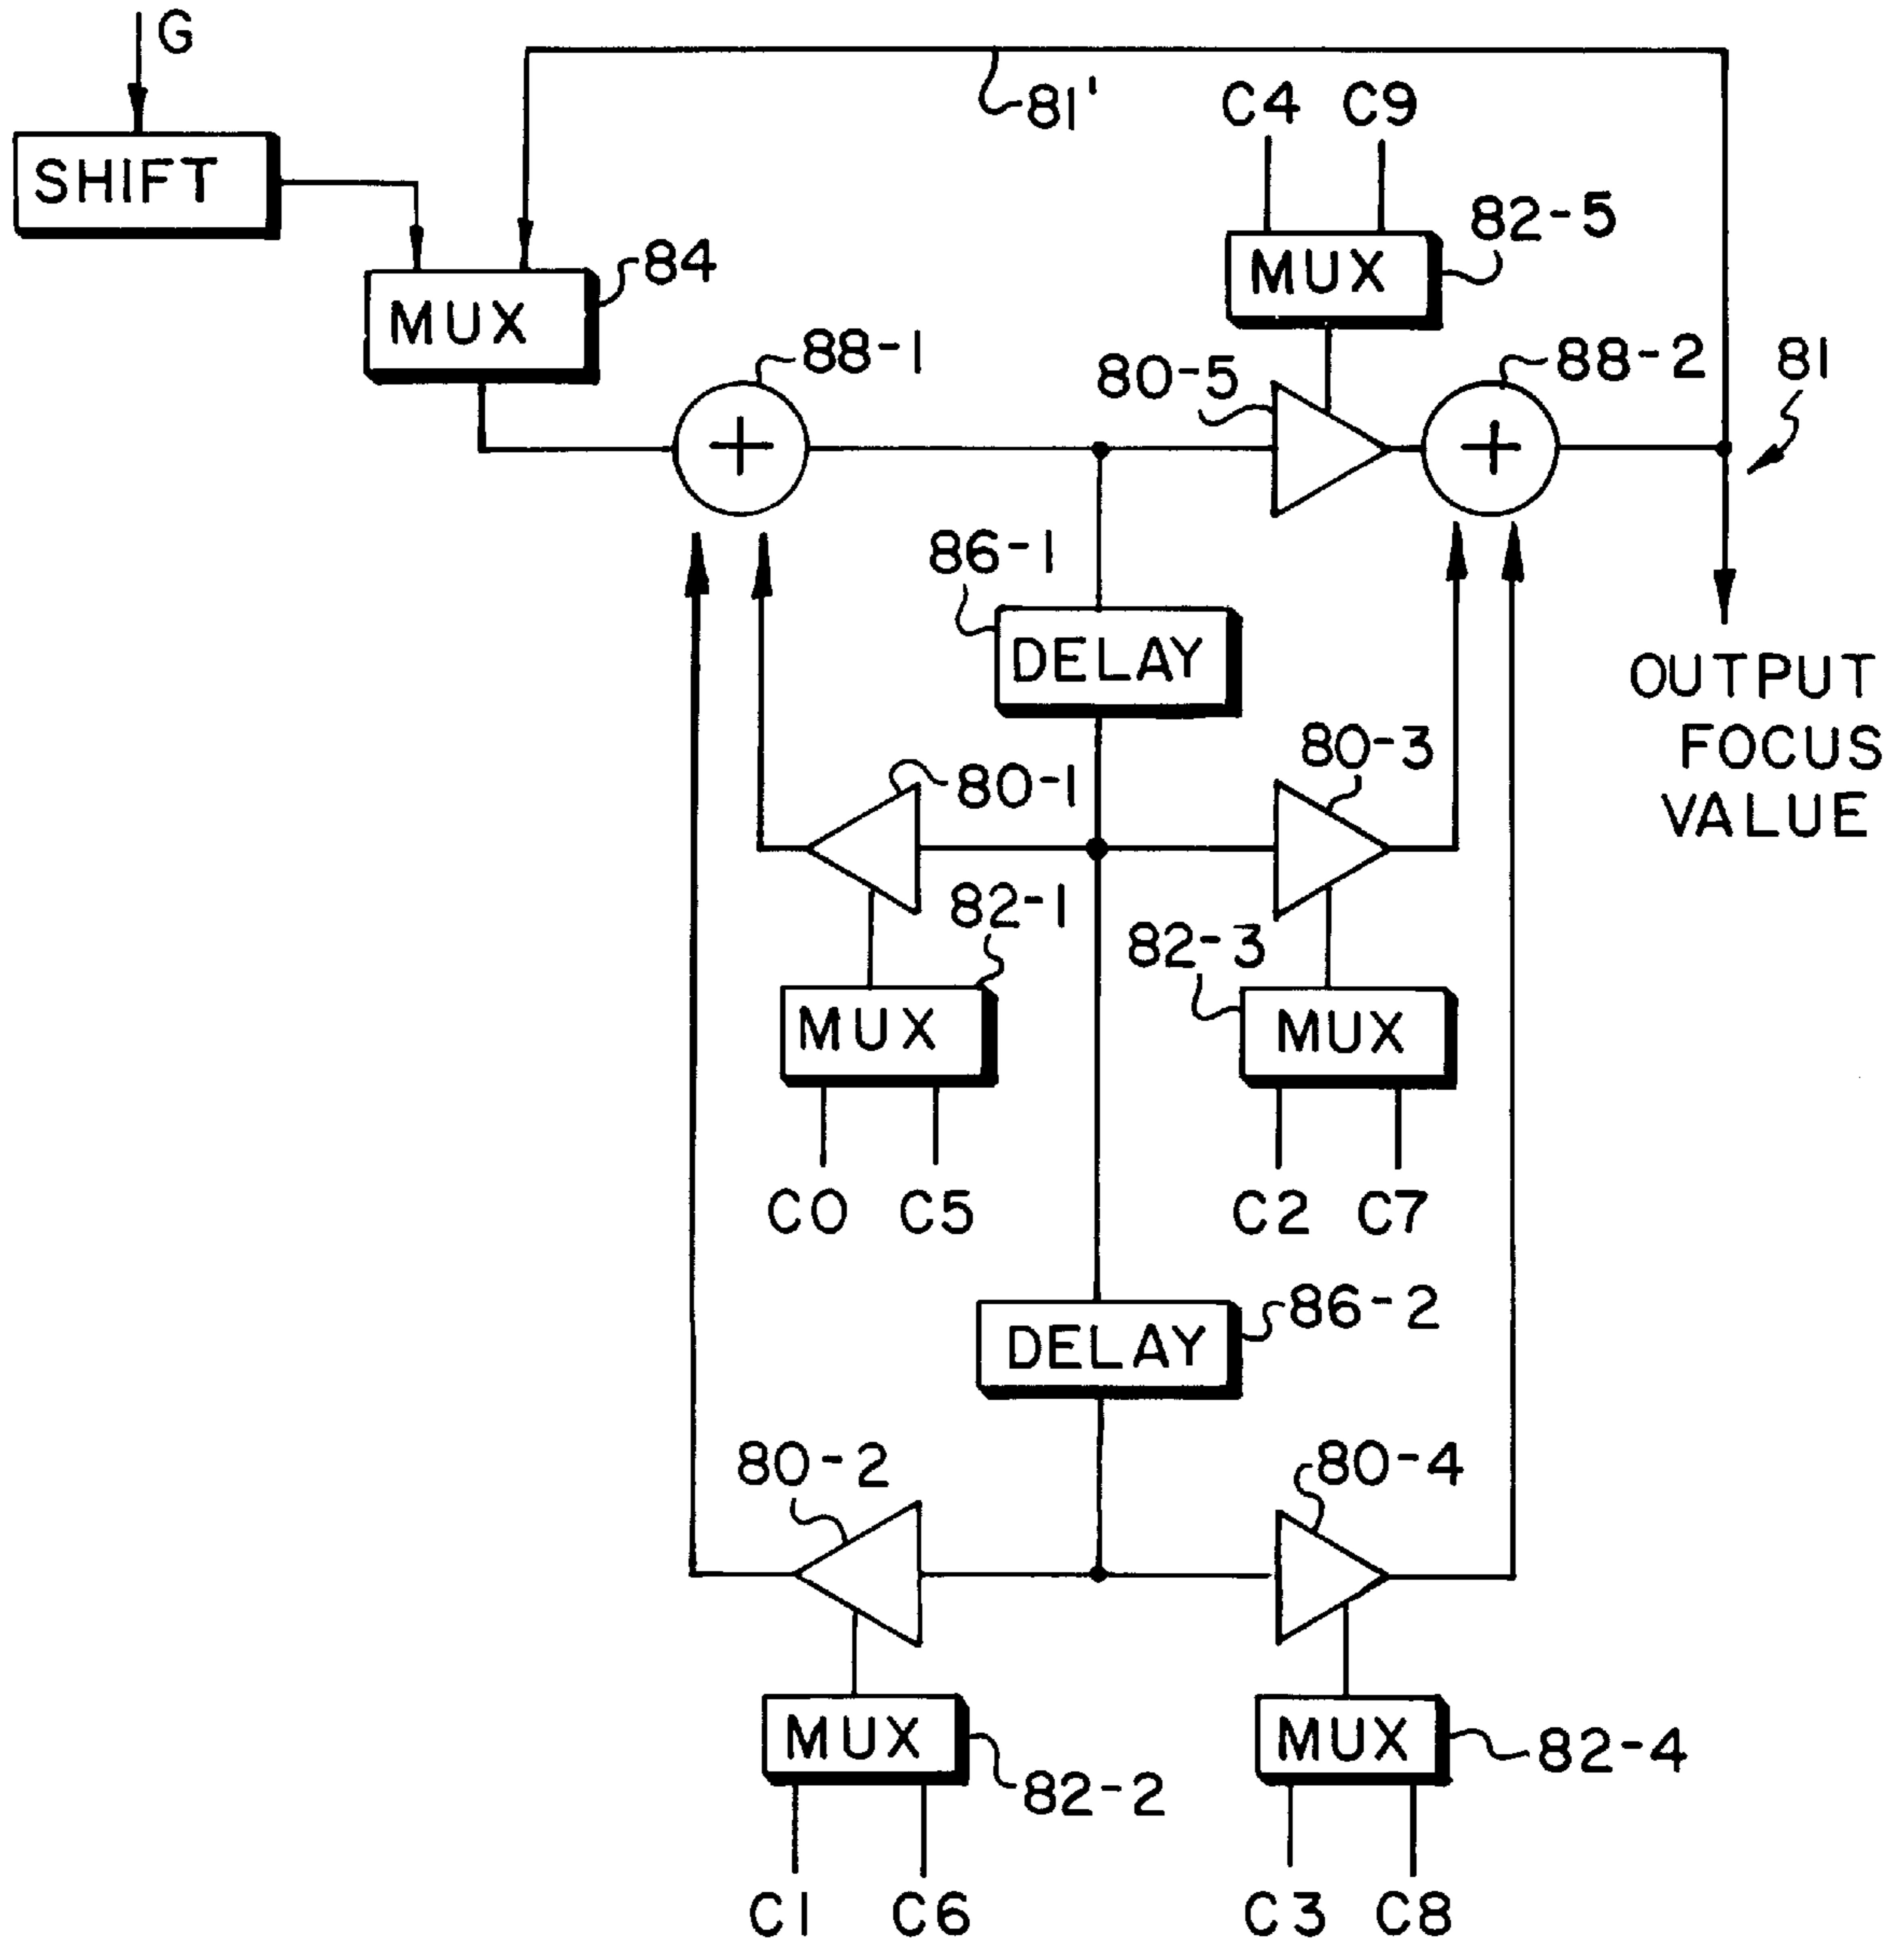 G
81'
C4 C9
SHIFT
82-5
MUX
84
MUX
88-1
80-5
88-2
81
+
+
86-1
DELAY
OUTPUT
FOCUS
VALUE
80-1
80-3
82-1
82-3
MUX
MUX
C0 C5
C2 C7
86-2
DELAY
80-2
80-4
MUX
MUX
82-2
82-4
C1 C6
C3 C8